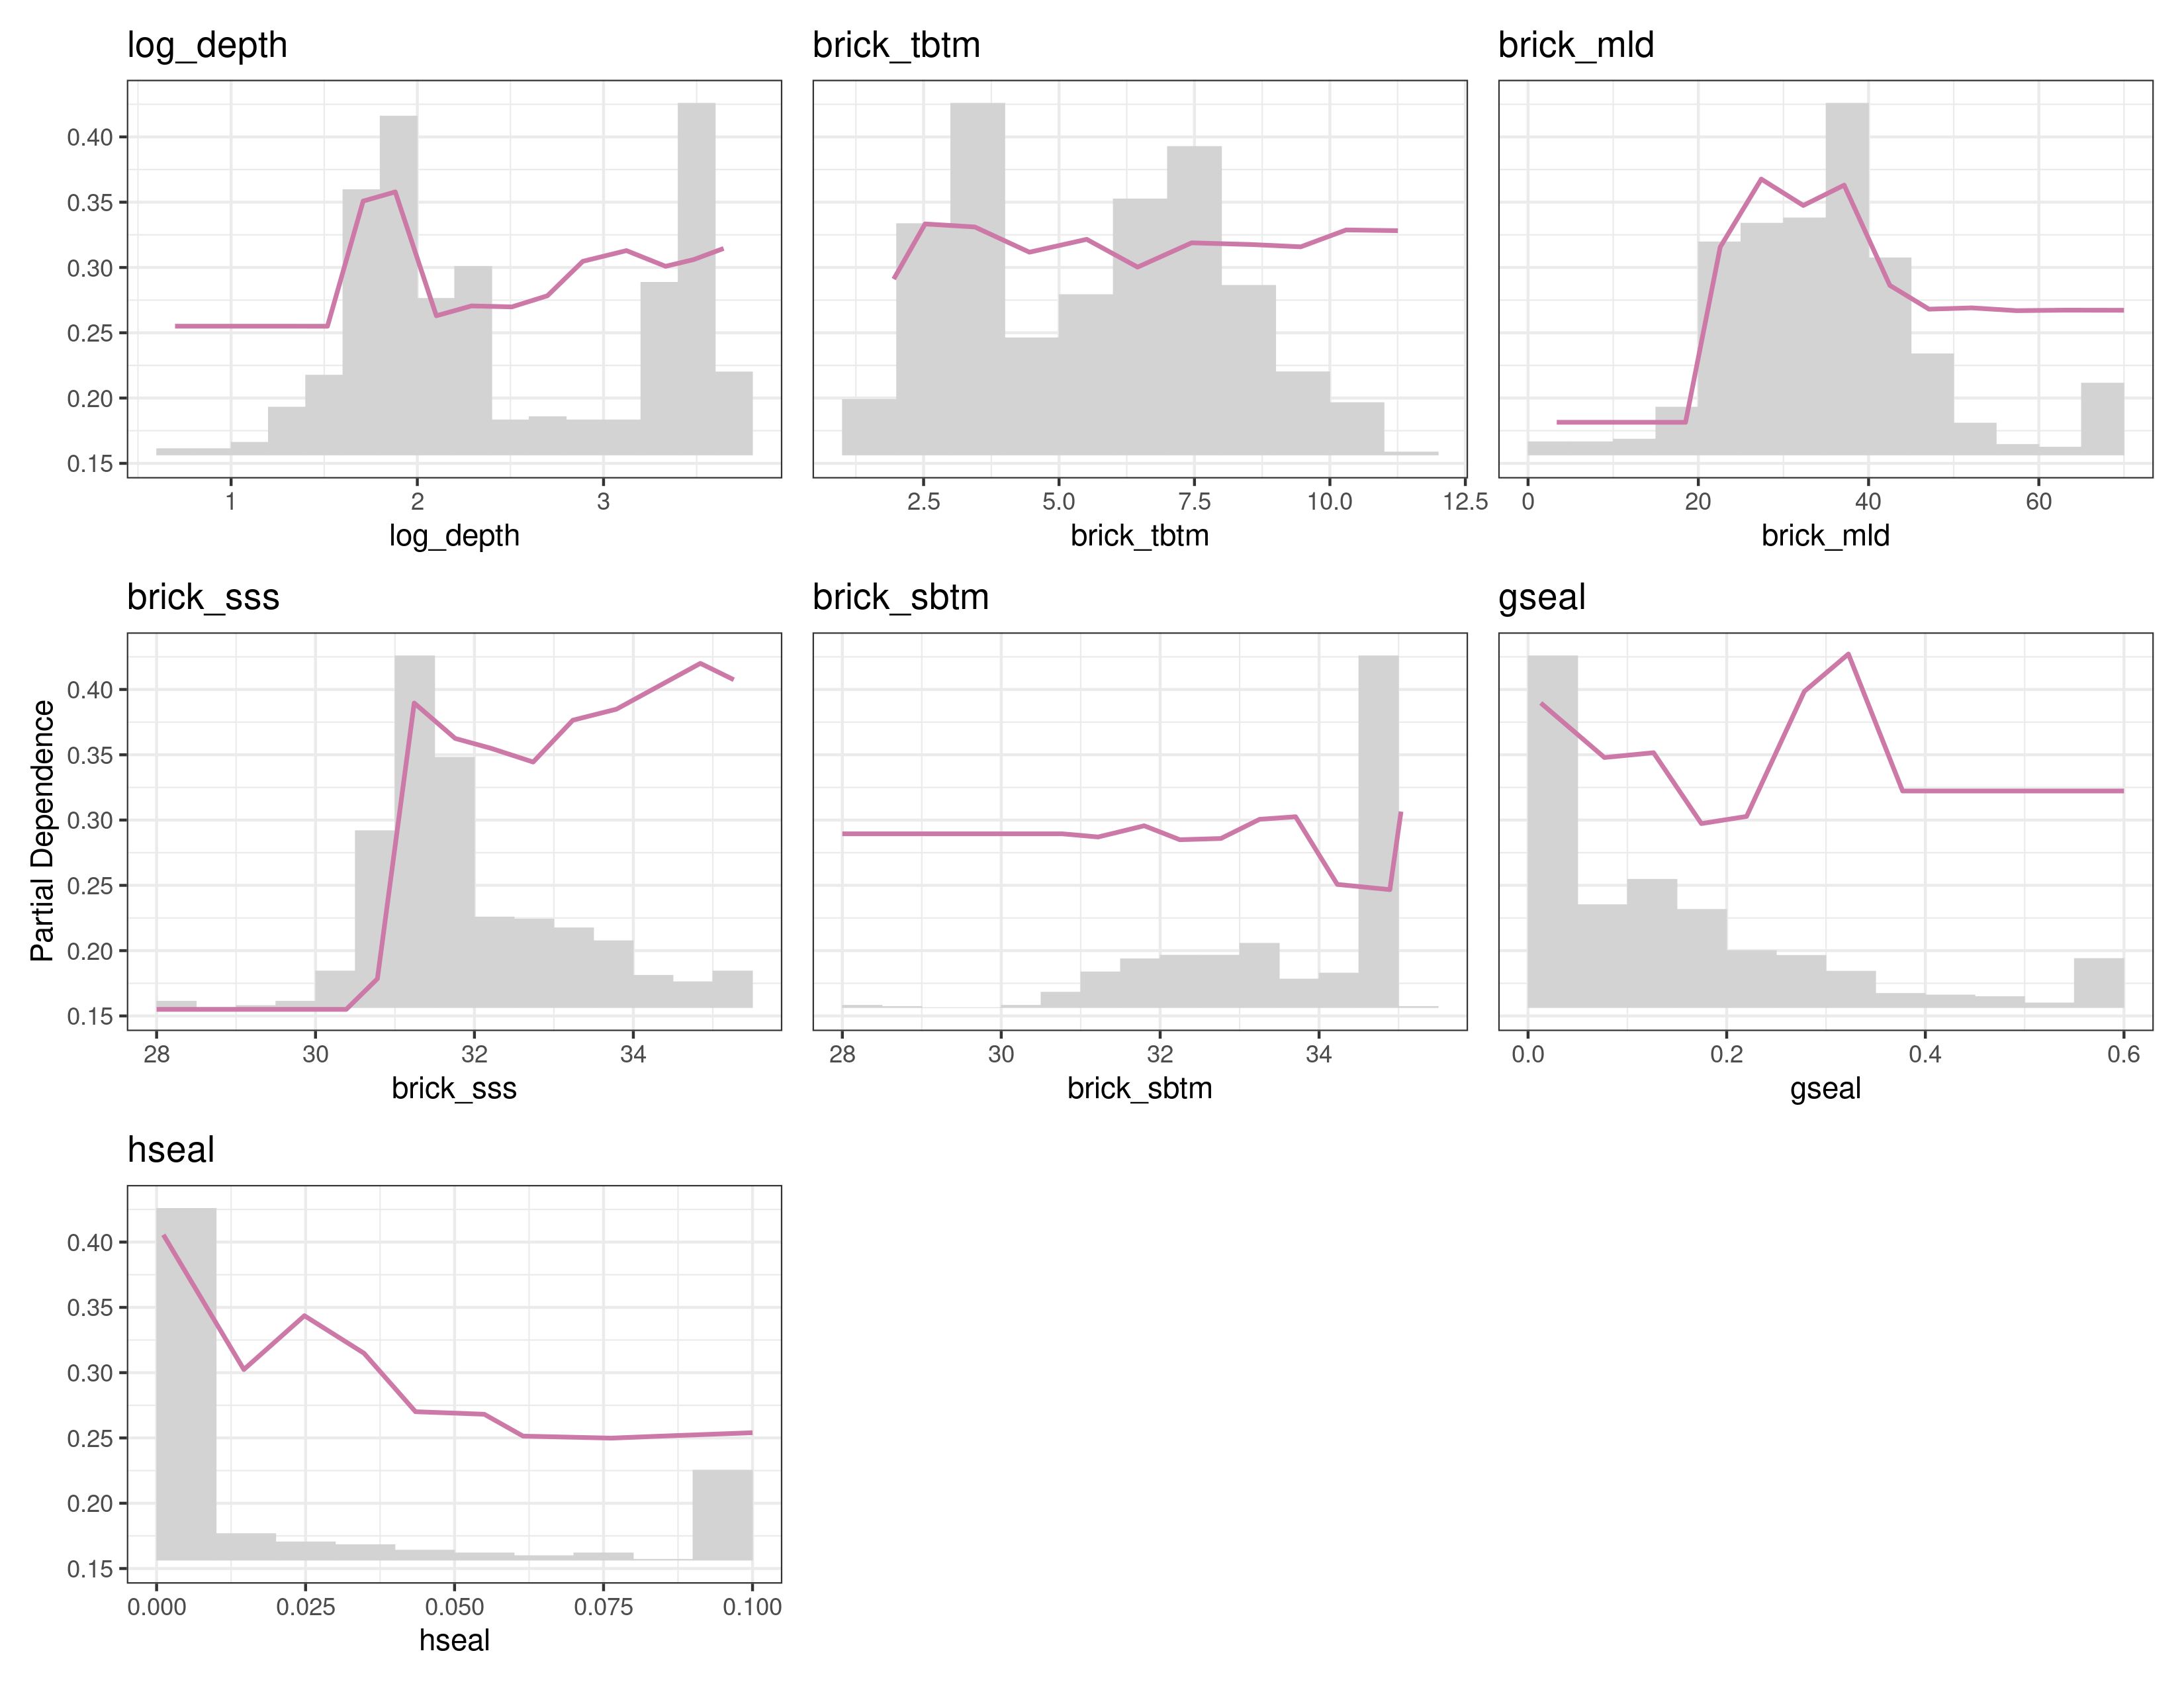 log_depth
brick_tbtm
brick_mld
0.40
0.35
0.30
0.25
0.20
0.15
1 2 3
2.5 5.0 7.5 10.0 12.5
0 20 40 60
log_depth
brick_tbtm
brick_mld
brick_sss
brick_sbtm
gseal
Partial Dependence
0.40
0.35
0.30
0.25
0.20
0.15
28 30 32 34
28 30 32 34
0.0 0.2 0.4 0.6
brick_sss
brick_sbtm
gseal
hseal
0.40
0.35
0.30
0.25
0.20
0.15
0.000 0.025 0.050 0.075 0.100
hseal